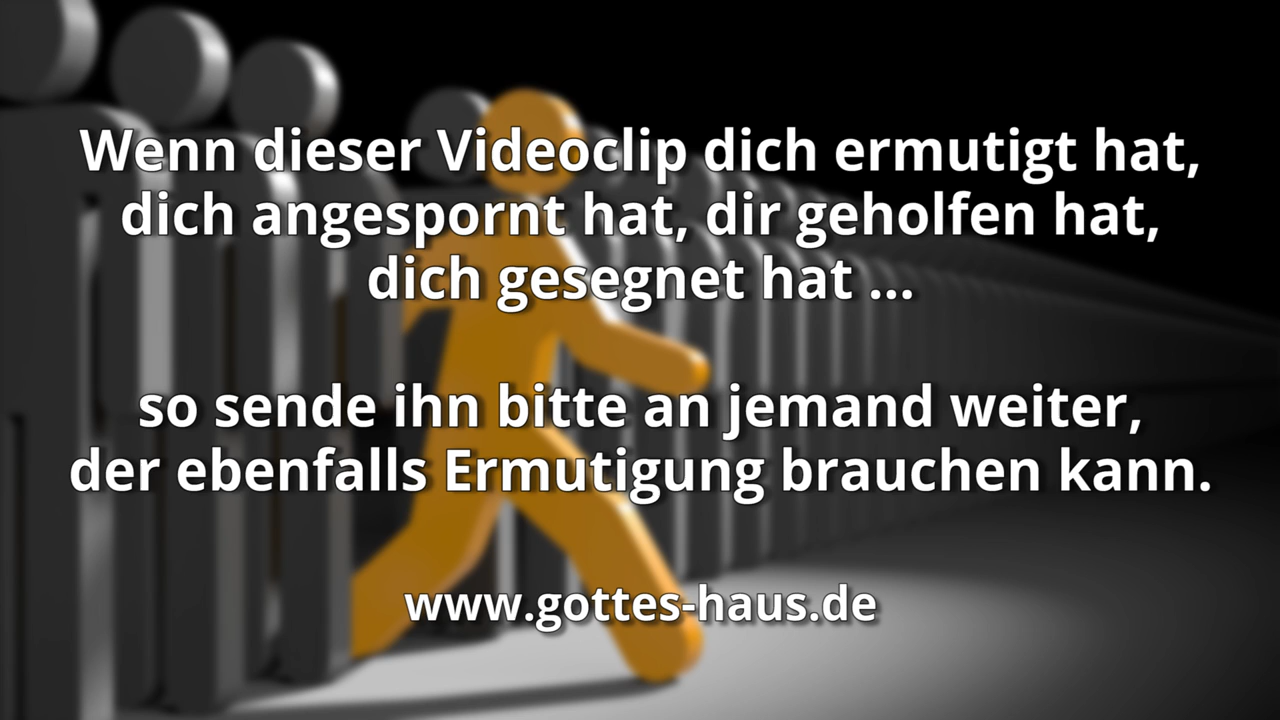 Wenn dieser Videoclip dich ermutigt hat,
dich angespornt hat, dir geholfen hat,
dich gesegnet hat ...
so sende ihn bitte an jemand weiter,
der ebenfalls Ermutigung brauchen kann.
www.gottes-haus.de